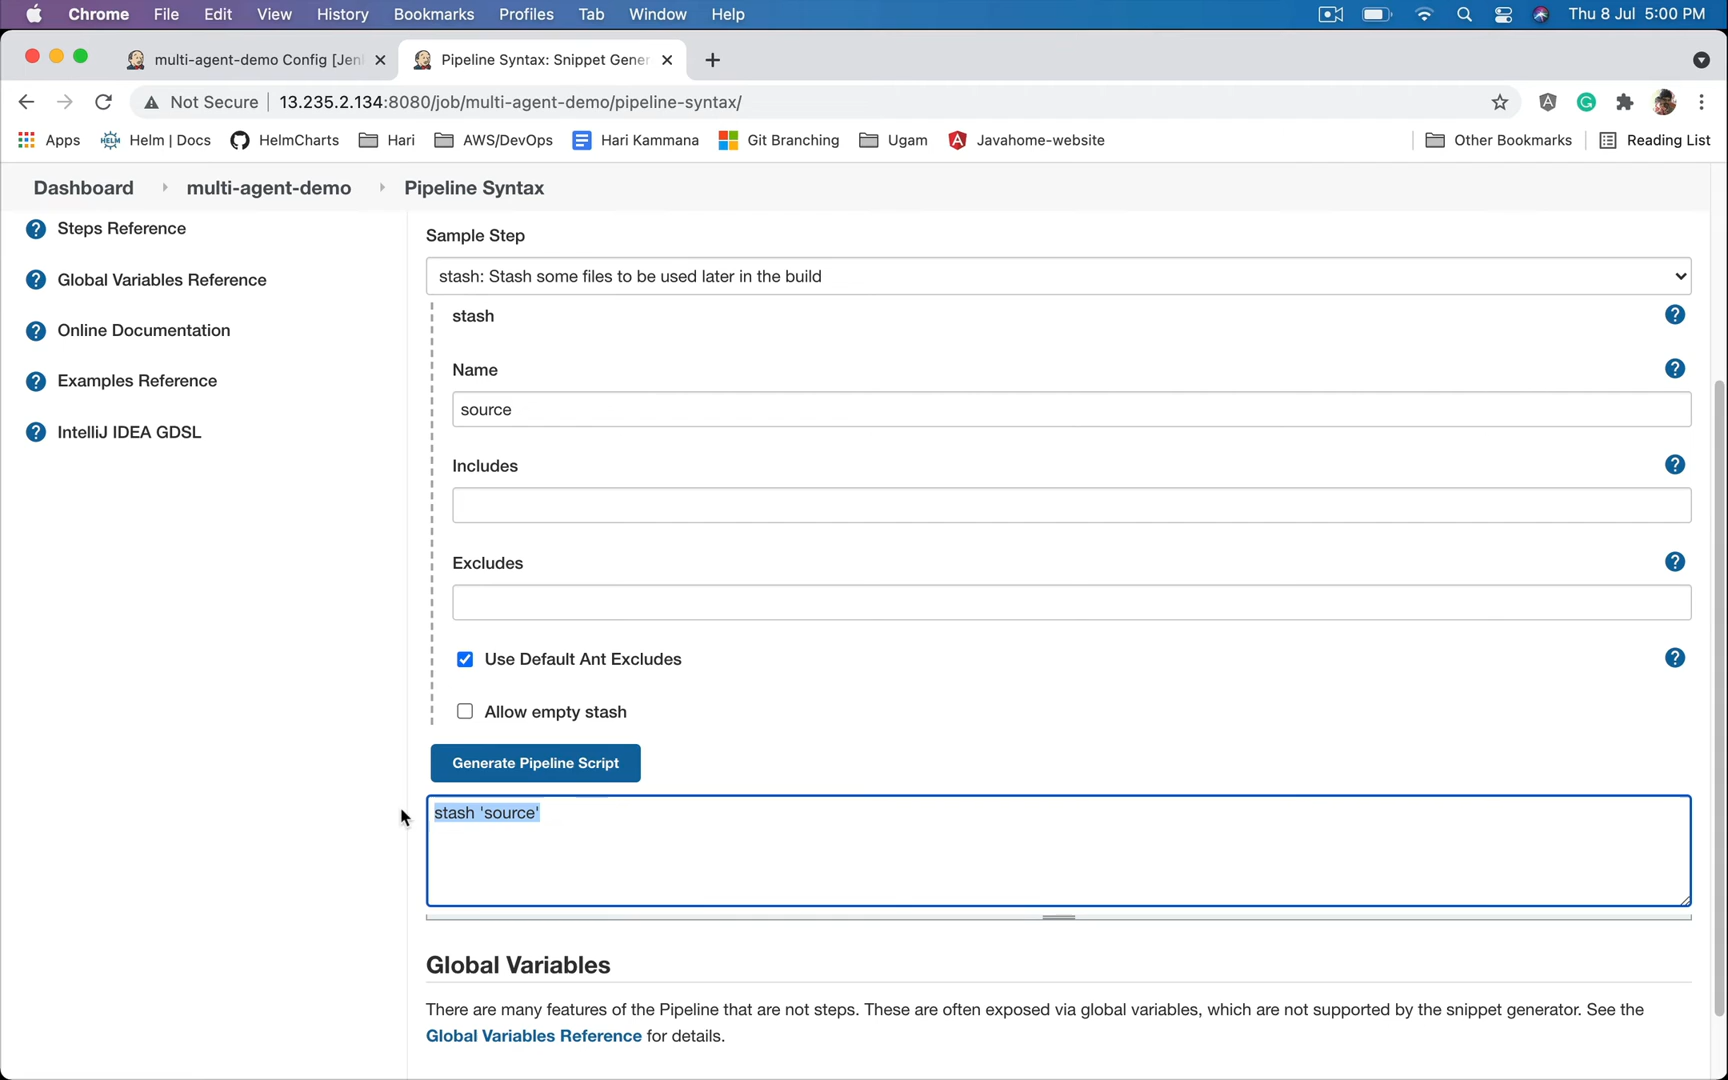 Chrome File Edit View History Bookmarks Profiles Tab Window Help Thu 8 Jul 5:00 PM
multi-agent-demo Config [Jen Pipeline Syntax: Snippet Gener
Not Secure 13.235.2.134:8080/job/multi-agent-demo/pipeline-syntax/
Apps Helm | Docs HelmCharts Hari AWS/DevOps Hari Kammana Git Branching Ugam Javahome-website Other Bookmarks Reading List
Dashboard multi-agent-demo Pipeline Syntax
Steps Reference
Global Variables Reference
Online Documentation
Examples Reference
IntelliJ IDEA GDSL
Sample Step
stash: Stash some files to be used later in the build
stash
Name
source
Includes
Excludes
Use Default Ant Excludes
Allow empty stash
Generate Pipeline Script
stash 'source'
Global Variables
There are many features of the Pipeline that are not steps. These are often exposed via global variables, which are not supported by the snippet generator. See the
Global Variables Reference for details.